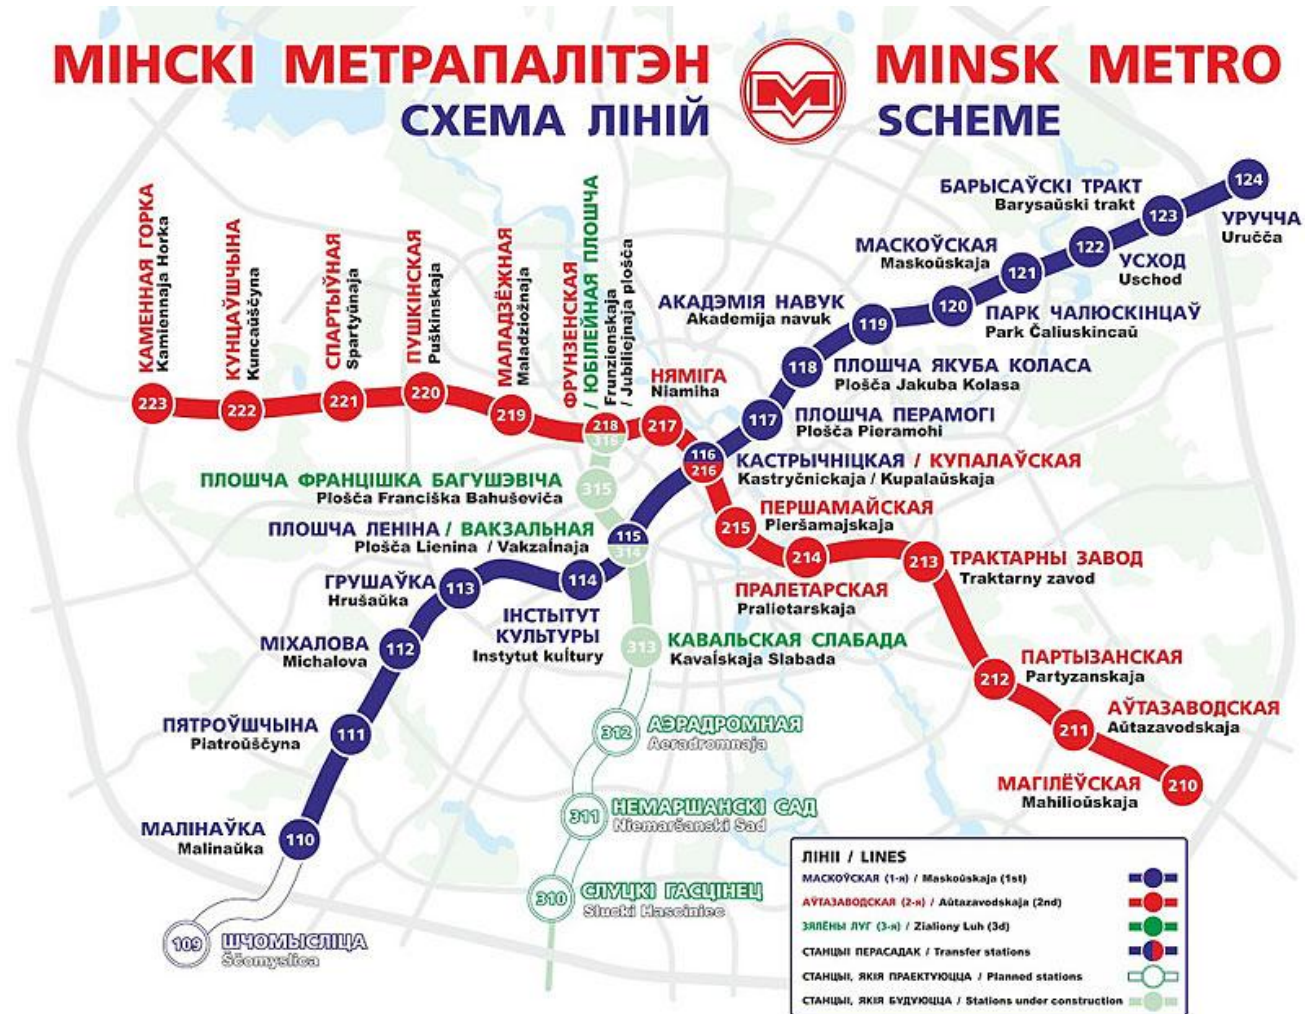 МІНСКІ МЕТРАПАЛІТЭН
СХЕМА ЛІНІЙ
MINSK METRO
SCHEME
КАМЕННАЯ ГОРКА
Kamiennaja Horka
КУНЦАЎШЧЫНА
Kuncaŭščyna
СПАРТЫЎНАЯ
Spartyŭnaja
ПУШКІНСКАЯ
Puškinskaja
МАЛАДЗЁЖНАЯ
Maladziožnaja
ФРУНЗЕНСКАЯ
/ ЮБІЛЕЙНАЯ ПЛОШЧА
Frunzienskaja
/ Jubiliejnaja plošča
НЯМІГА
Niamiha
223
222
221
220
219
218
316
217
БАРЫСАЎСКІ ТРАКТ
Barysaŭski trakt
124
УРУЧЧА
Uručča
123
МАСКОЎСКАЯ
Maskoŭskaja
122
УСХОД
Uschod
121
АКАДЭМІЯ НАВУК
Akademija navuk
120
ПАРК ЧАЛЮСКІНЦАЎ
Park Čaliuskincaŭ
119
118
ПЛОШЧА ЯКУБА КОЛАСА
Plošča Jakuba Kolasa
117
ПЛОШЧА ПЕРАМОГІ
Plošča Pieramohi
116
216
КАСТРЫЧНІЦКАЯ / КУПАЛАЎСКАЯ
Kastryčnickaja / Kupalaŭskaja
ПЛОШЧА ФРАНЦІШКА БАГУШЭВІЧА
Plošča Franciška Bahuševiča
315
ПЛОШЧА ЛЕНІНА / ВАКЗАЛЬНАЯ
Plošča Lienina / Vakzaĺnaja
115
314
215
ПЕРШАМАЙСКАЯ
Pieršamajskaja
214
ПРАЛЕТАРСКАЯ
Pralietarskaja
213
ТРАКТАРНЫ ЗАВОД
Traktarny zavod
ГРУШАЎКА
Hrušaŭka
113
114
ІНСТЫТУТ
КУЛЬТУРЫ
Instytut kuĺtury
МІХАЛОВА
Michalova
112
313
КАВАЛЬСКАЯ СЛАБАДА
Kavaĺskaja Slabada
212
ПАРТЫЗАНСКАЯ
Partyzanskaja
ПЯТРОЎШЧЫНА
Piatroŭščyna
111
312
АЭРАДРОМНАЯ
Aeradromnaja
211
АЎТАЗАВОДСКАЯ
Aŭtazavodskaja
МАГІЛЁЎСКАЯ
Mahilioŭskaja
210
МАЛІНАЎКА
Malinaŭka
110
311
НЕМАРШАНСКІ САД
Niemaršanski Sad
310
СЛУЦКІ ГАСЦІНЕЦ
Slucki Hasciniec
109
ШЧОМЫСЛІЦА
Ščomyslica
ЛІНІІ / LINES
МАСКОЎСКАЯ (1-я) / Maskoŭskaja (1st)
АЎТАЗАВОДСКАЯ (2-я) / Aŭtazavodskaja (2nd)
ЗЯЛЁНЫ ЛУГ (3-я) / Zialiony Luh (3d)
СТАНЦЫІ ПЕРАСАДАК / Transfer stations
СТАНЦЫІ, ЯКІЯ ПРАЕКТУЮЦЦА / Planned stations
СТАНЦЫІ, ЯКІЯ БУДУЮЦЦА / Stations under construction